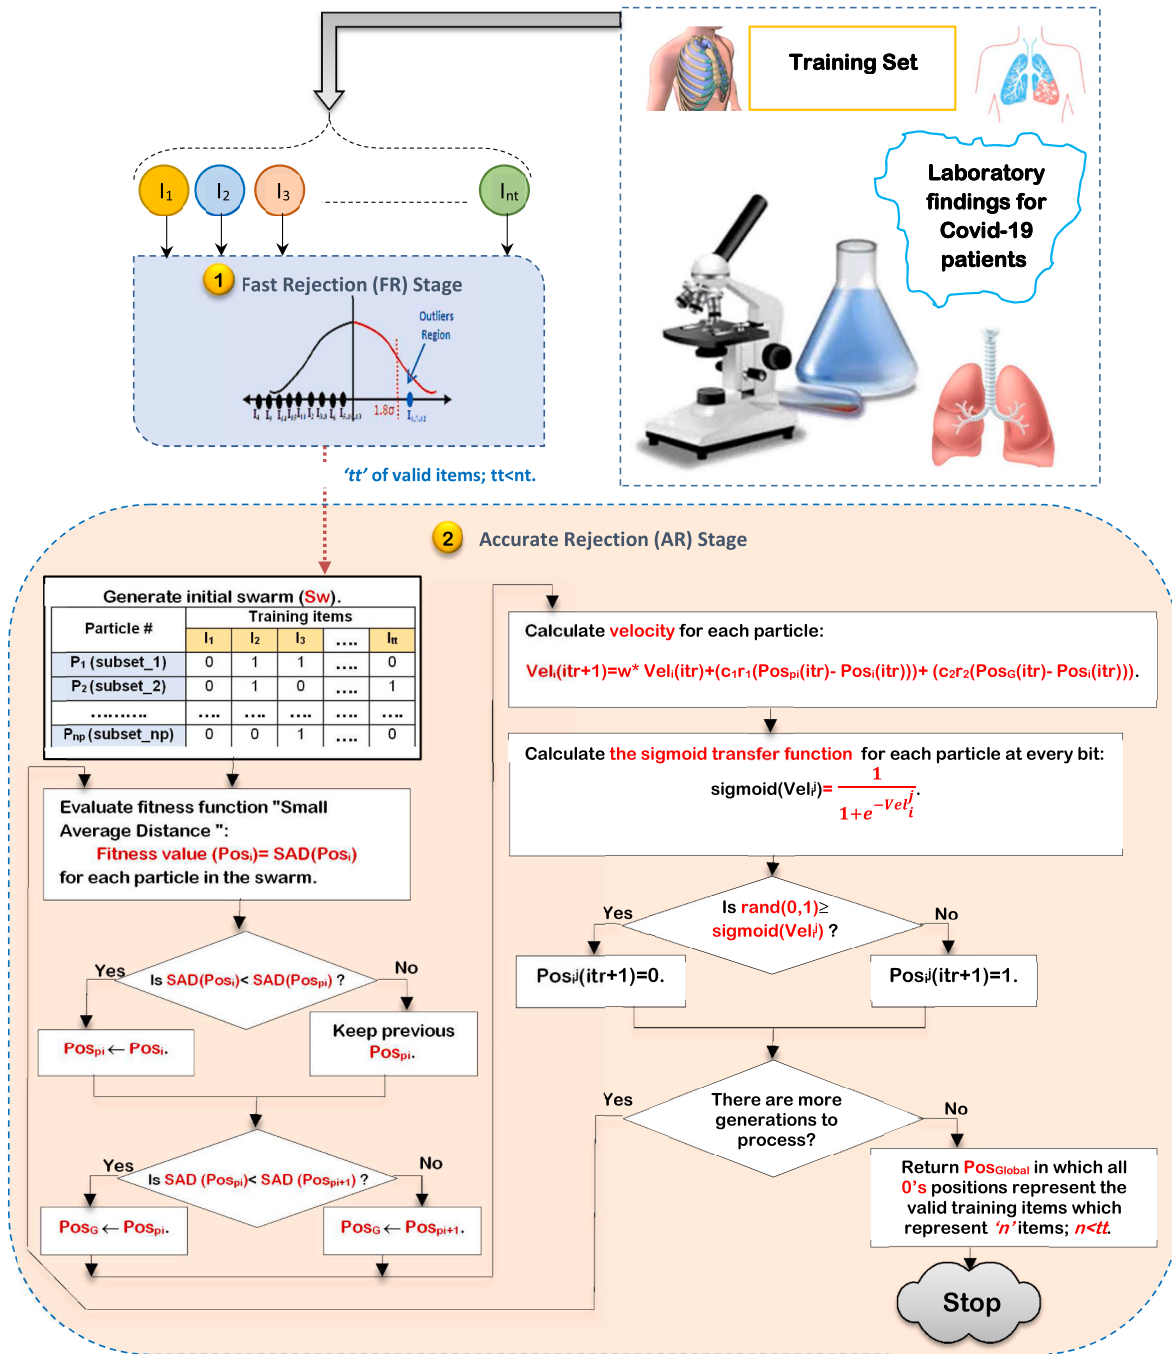 Training Set
Laboratory
findings for
Covid-19
patients
I1 I2 I3 ........................ Int
1 Fast Rejection (FR) Stage
Outliers
Region
1.8σ
'tt' of valid items; tt<nt.
2 Accurate Rejection (AR) Stage
Generate initial swarm (Sw).
Particle # Training items
I1 I2 I3 .... Itt
P1 (subset_1) 0 1 1 .... 0
P2 (subset_2) 0 1 0 .... 1
.......... .... .... .... .... ....
Pnp (subset_np) 0 0 1 .... 0
Evaluate fitness function "Small
Average Distance ":
Fitness value (Posi)= SAD(Posi)
for each particle in the swarm.
Is SAD(Posi)< SAD(Pospi) ?
Yes
No
Pospi ← Posi.
Keep previous
Pospi.
Is SAD (Pospi)< SAD (Pospi+1) ?
Yes
No
PosG ← Pospi.
PosG ← Pospi+1.
Calculate velocity for each particle:
Veli(itr+1)=w* Veli(itr)+(c1r1(Pospi(itr)- Posi(itr)))+ (c2r2(PosG(itr)- Posi(itr))).
Calculate the sigmoid transfer function for each particle at every bit:
sigmoid(Velij)= 1 / 1+e−Velij.
Is rand(0,1)≥
sigmoid(Velij) ?
Yes
No
Posij(itr+1)=0.
Posij(itr+1)=1.
There are more
generations to
process?
Yes
No
Return PosGlobal in which all
0's positions represent the
valid training items which
represent 'n' items; n<tt.
Stop